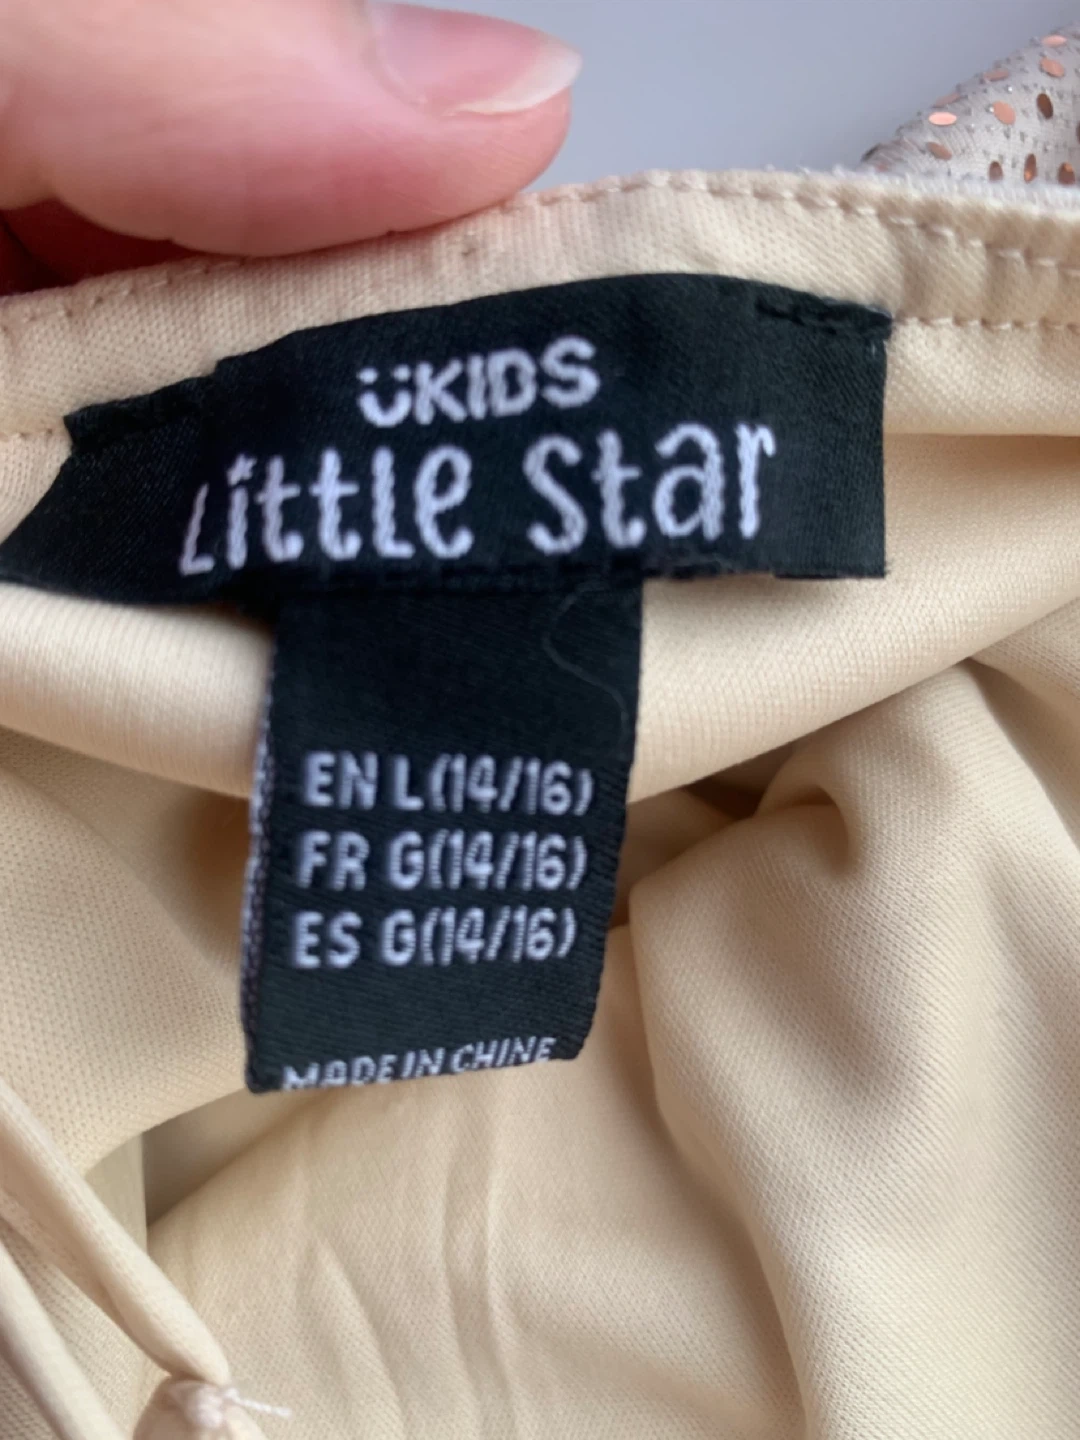 ÜKIDS
Little Star
EN L(14/16)
FR G(14/16)
ES G(14/16)
MADE IN CHINE